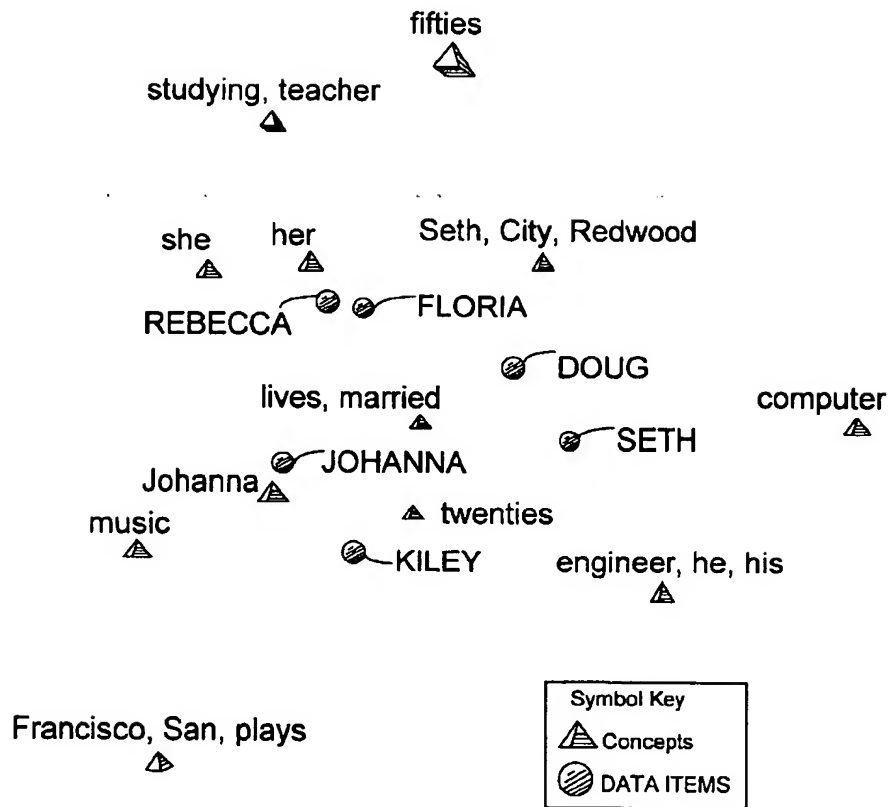 fifties
studying, teacher
she
her
Seth, City, Redwood
REBECCA
FLORIA
DOUG
lives, married
computer
SETH
JOHANNA
Johanna
music
twenties
KILEY
engineer, he, his
Francisco, San, plays
Symbol Key
Concepts
DATA ITEMS